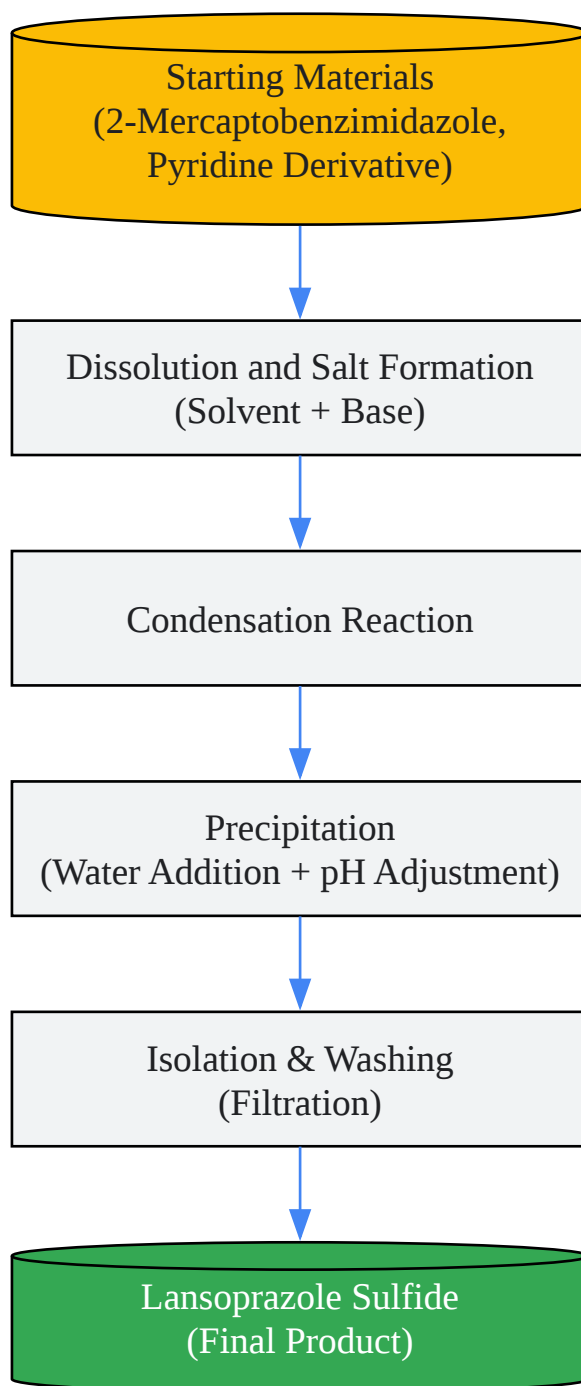 Starting Materials
(2-Mercaptobenzimidazole,
Pyridine Derivative)
Dissolution and Salt Formation
(Solvent + Base)
Condensation Reaction
Precipitation
(Water Addition + pH Adjustment)
Isolation & Washing
(Filtration)
Lansoprazole Sulfide
(Final Product)